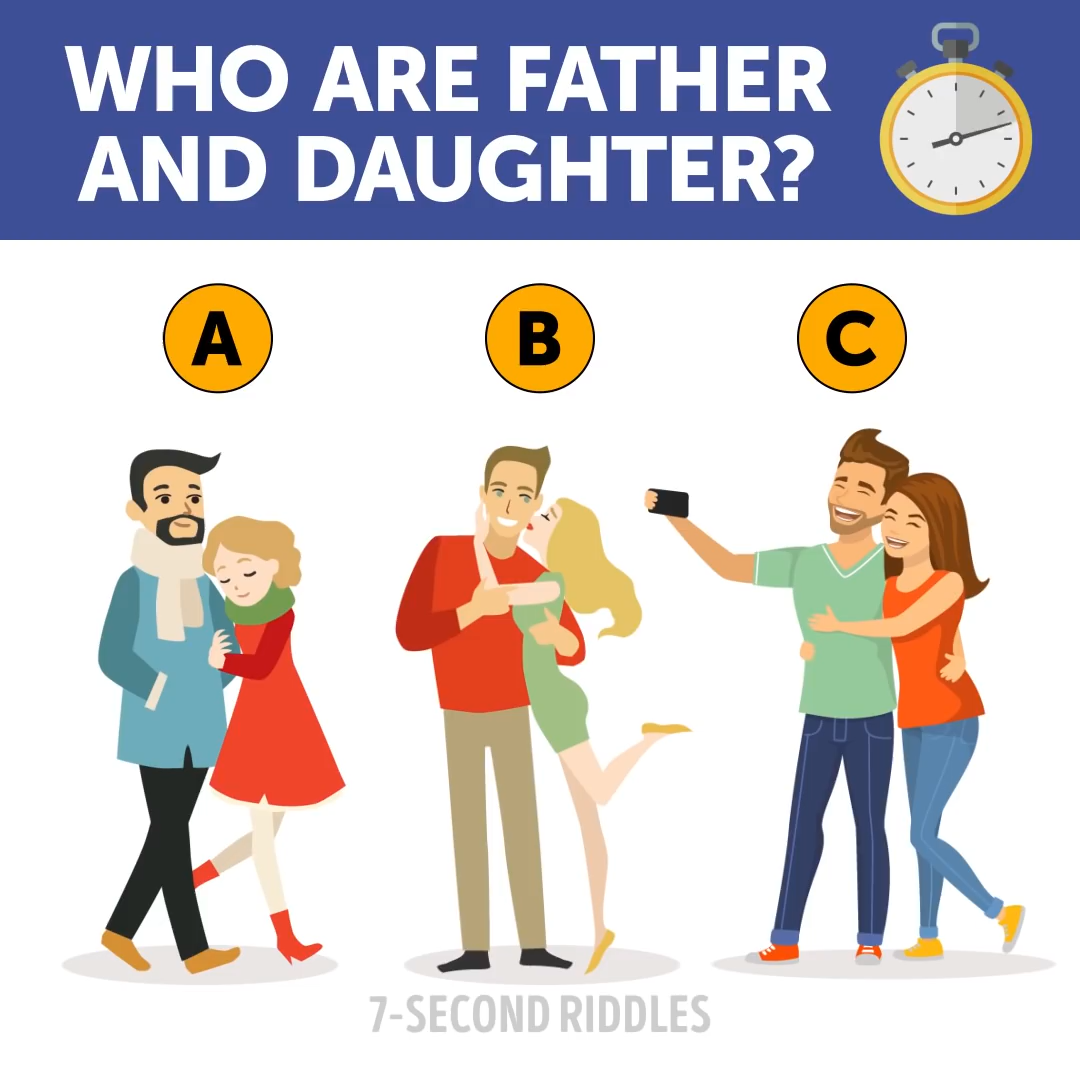 WHO ARE FATHER
AND DAUGHTER?
A
B
C
7-SECOND RIDDLES